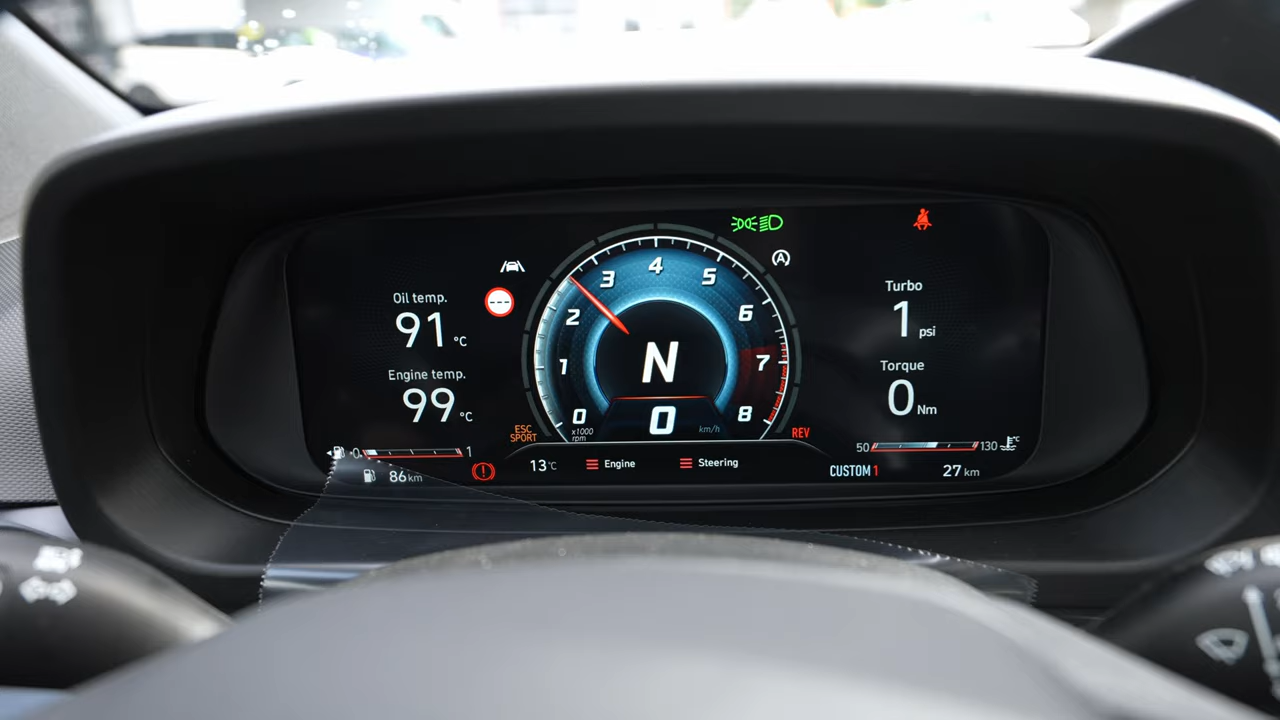 Oil temp.
91 °C
Engine temp.
99 °C
0 1
86 km
ESC
SPORT
0 1 2 3 4 5 6 7 8
x1000
rpm
N
0 km/h
REV
13°C Engine Steering
A
Turbo
1 psi
Torque
0 Nm
50 130 °C
CUSTOM 1 27 km